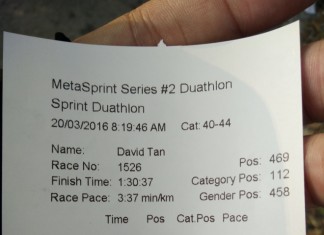 MetaSprint Series #2 Duathlon
Sprint Duathlon
20/03/2016 8:19:46 AM Cat: 40-44
Name: David Tan
Race No: 1526 Pos: 469
Finish Time: 1:30:37 Category Pos: 112
Race Pace: 3:37 min/km Gender Pos: 458
Time Pos Cat.Pos Pace